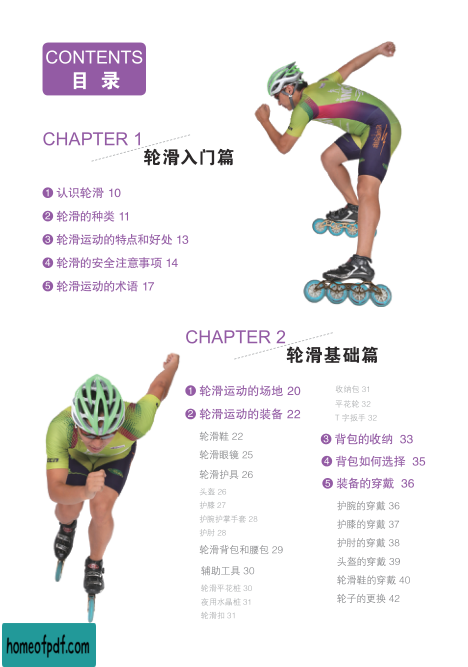 CONTENTS
目 录
CHAPTER 1
轮滑入门篇
❶ 认识轮滑 10
❷ 轮滑的种类 11
❸ 轮滑运动的特点和好处 13
❹ 轮滑的安全注意事项 14
❺ 轮滑运动的术语 17
CHAPTER 2
轮滑基础篇
❶ 轮滑运动的场地 20
❷ 轮滑运动的装备 22
轮滑鞋 22
轮滑眼镜 25
轮滑护具 26
头盔 26
护膝 27
护腕护掌手套 28
护肘 28
轮滑背包和腰包 29
辅助工具 30
轮滑平花桩 30
夜用水晶桩 31
轮滑扣 31
收纳包 31
平花轮 32
T 字扳手 32
❸ 背包的收纳 33
❹ 背包如何选择 35
❺ 装备的穿戴 36
护腕的穿戴 36
护膝的穿戴 37
护肘的穿戴 38
头盔的穿戴 39
轮滑鞋的穿戴 40
轮子的更换 42
homeofpdf.com